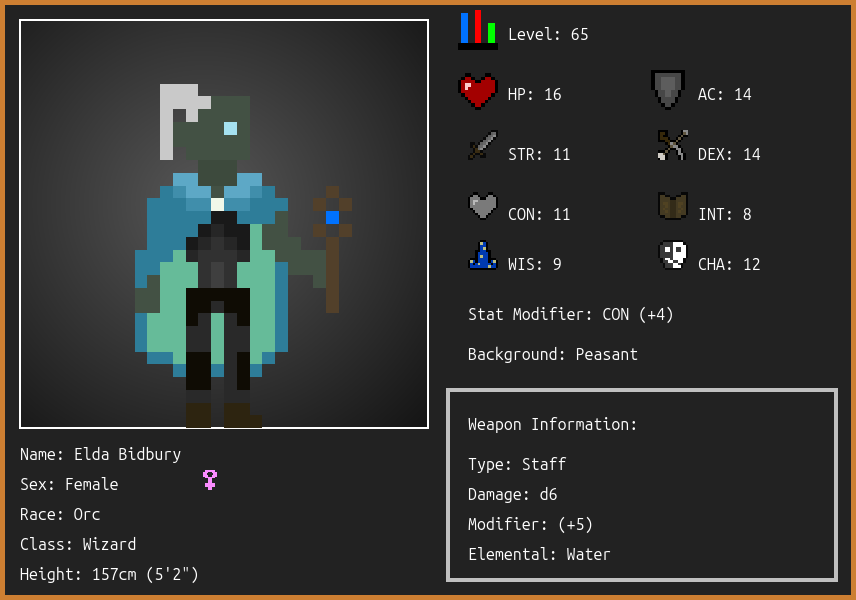 Level: 65
HP: 16
AC: 14
STR: 11
DEX: 14
CON: 11
INT: 8
WIS: 9
CHA: 12
Stat Modifier: CON (+4)
Background: Peasant
Weapon Information:
Type: Staff
Damage: d6
Modifier: (+5)
Elemental: Water
Name: Elda Bidbury
Sex: Female
Race: Orc
Class: Wizard
Height: 157cm (5'2")